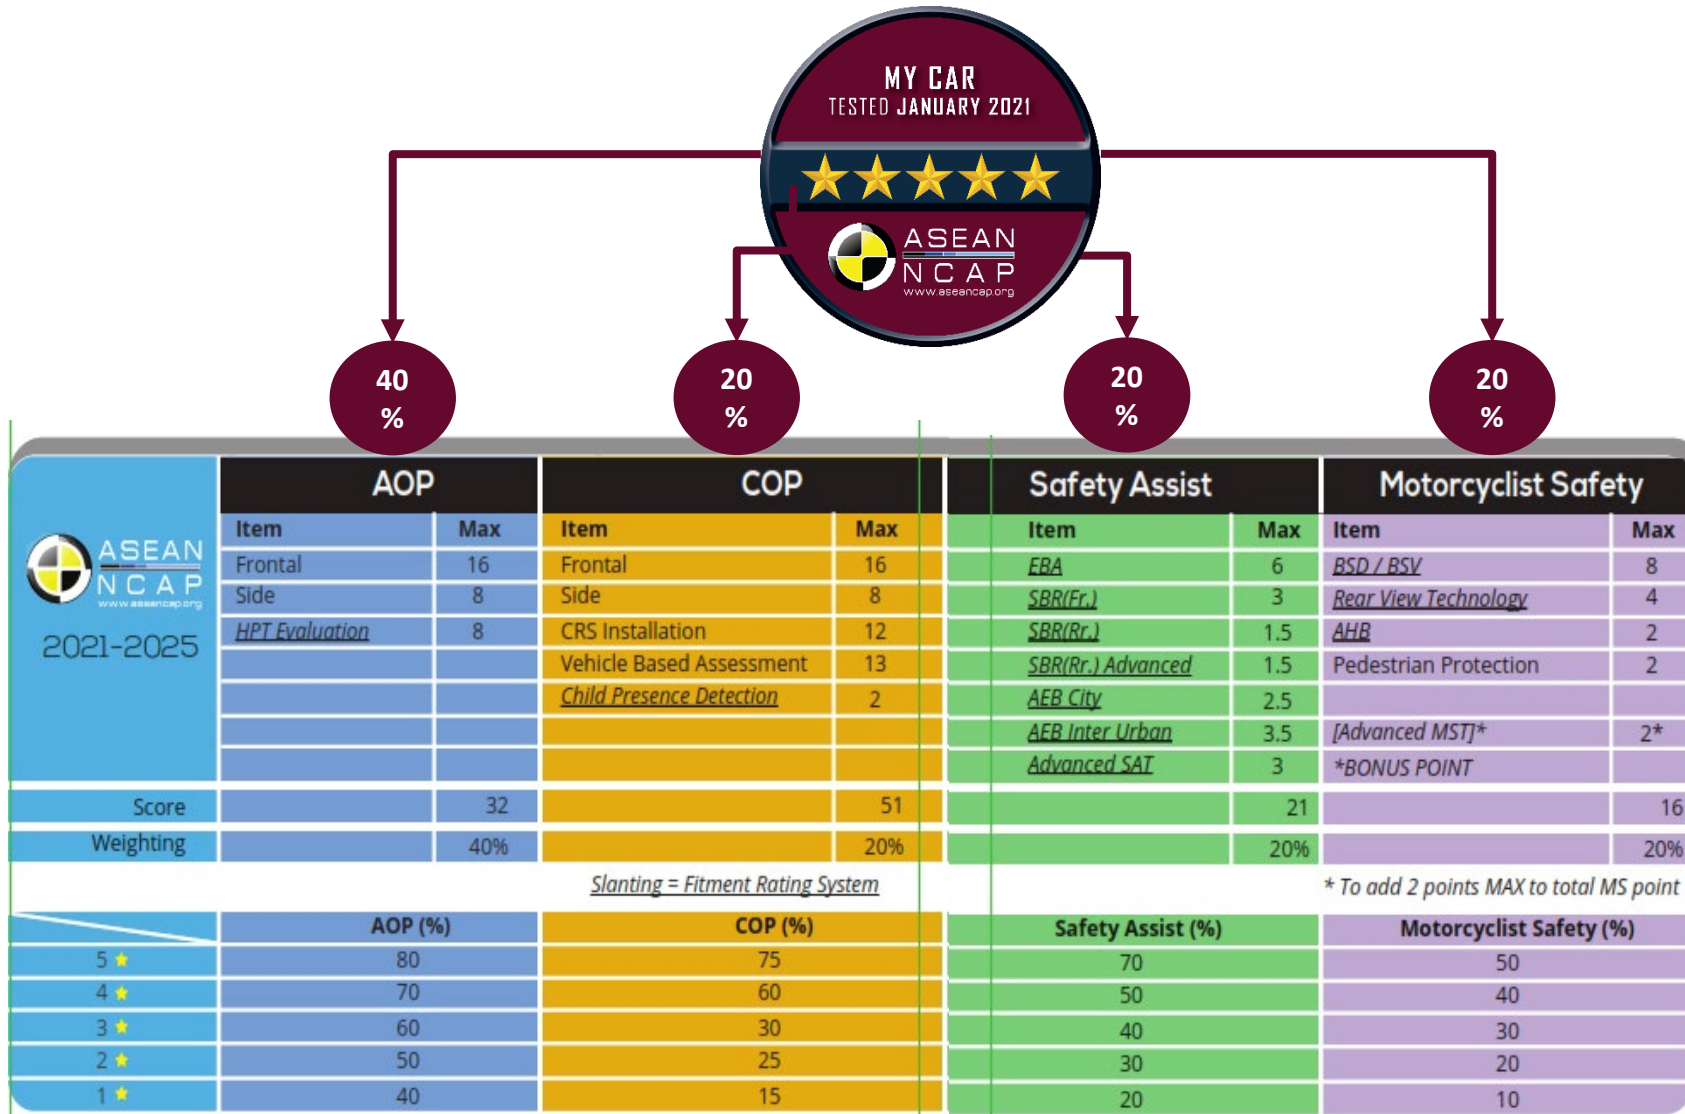 MY CAR
TESTED JANUARY 2021
ASEAN
NCAP
www.aseancap.org
40
%
20
%
20
%
20
%
AOP COP Safety Assist Motorcyclist Safety
ASEAN
NCAP
www.aseancap.org
2021-2025
Item Max Item Max Item Max Item Max
Frontal 16 Frontal 16 EBA 6 BSD / BSV 8
Side 8 Side 8 SBR(Fr.) 3 Rear View Technology 4
HPT Evaluation 8 CRS Installation 12 SBR(Rr.) 1.5 AHB 2
Vehicle Based Assessment 13 SBR(Rr.) Advanced 1.5 Pedestrian Protection 2
Child Presence Detection 2 AEB City 2.5
AEB Inter Urban 3.5 [Advanced MST]* 2*
Advanced SAT 3 *BONUS POINT
Score 32 51 21 16
Weighting 40% 20% 20% 20%
Slanting = Fitment Rating System * To add 2 points MAX to total MS point
AOP (%) COP (%) Safety Assist (%) Motorcyclist Safety (%)
5 80 75 70 50
4 70 60 50 40
3 60 30 40 30
2 50 25 30 20
1 40 15 20 10